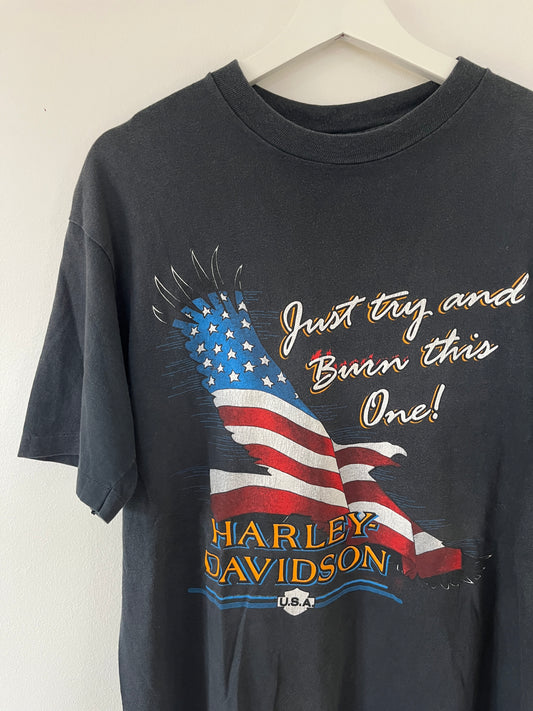 Just try and
Burn this
One!
HARLEY-
DAVIDSON
U.S.A.